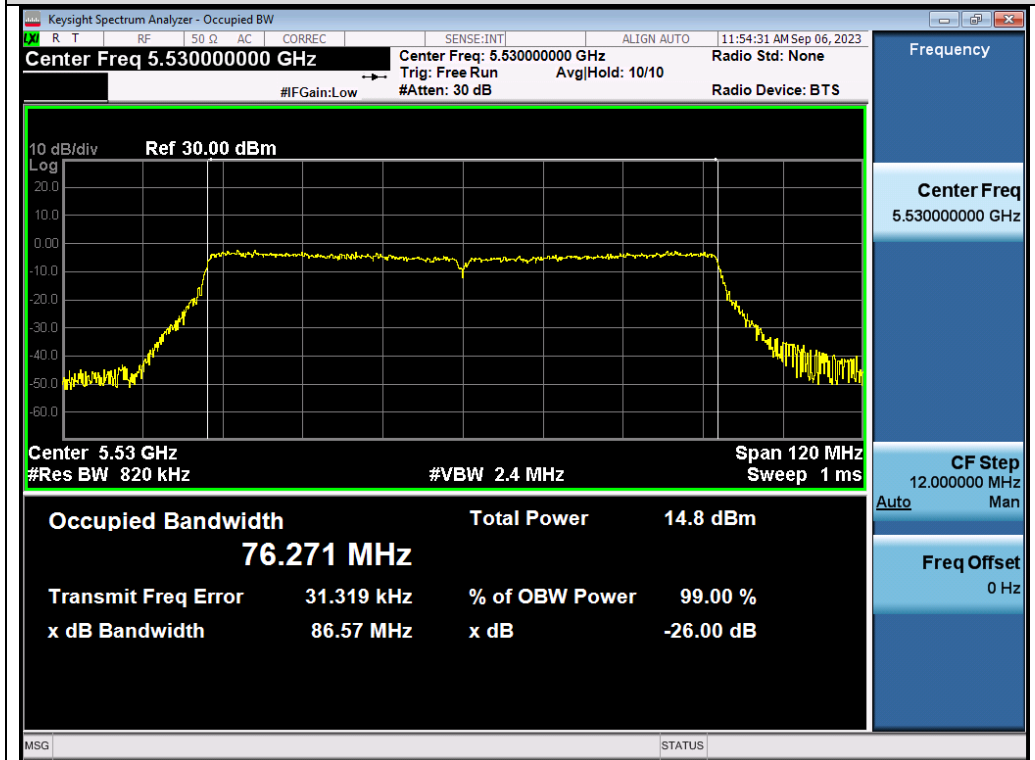 Keysight Spectrum Analyzer - Occupied BW
LXI R T RF 50 Ω AC CORREC SENSE:INT ALIGN AUTO 11:54:31 AM Sep 06, 2023
Center Freq 5.530000000 GHz
Center Freq: 5.530000000 GHz
Radio Std: None
Trig: Free Run Avg|Hold: 10/10
#IFGain:Low
#Atten: 30 dB
Radio Device: BTS
10 dB/div Ref 30.00 dBm
Log
20.0
10.0
0.00
-10.0
-20.0
-30.0
-40.0
-50.0
-60.0
Center 5.53 GHz Span 120 MHz
#Res BW 820 kHz #VBW 2.4 MHz Sweep 1 ms
Occupied Bandwidth Total Power 14.8 dBm
76.271 MHz
Transmit Freq Error 31.319 kHz % of OBW Power 99.00 %
x dB Bandwidth 86.57 MHz x dB -26.00 dB
Frequency
Center Freq
5.530000000 GHz
CF Step
12.000000 MHz
Auto Man
Freq Offset
0 Hz
MSG STATUS